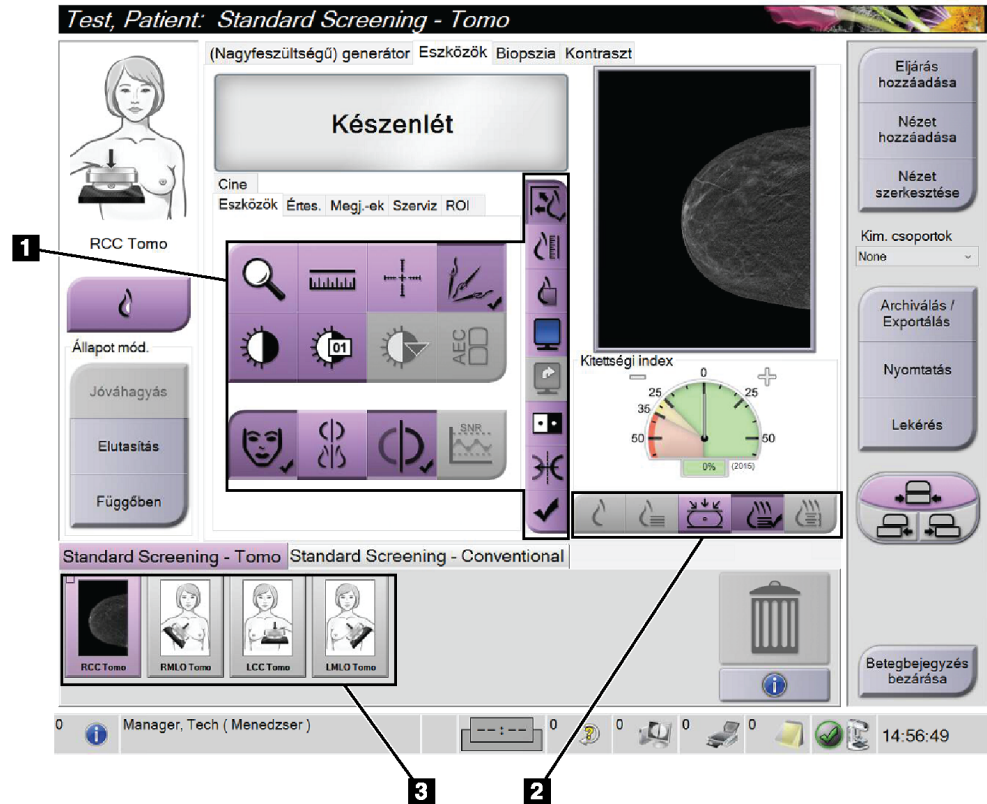 Test, Patient: Standard Screening - Tomo
(Nagyfeszültségű) generátor Eszközök Biopszia Kontraszt
Készenlét
Cine
Eszközök Értes. Megj.-ek Szerviz ROI
RCC Tomo
1
01
AEC
SNR
Állapot mód.
Jóváhagyás
Elutasítás
Függőben
Kitettségi index
0
25
25
35
50
50
0%
(2015)
Eljárás
hozzáadása
Nézet
hozzáadása
Nézet
szerkesztése
Kim. csoportok
None
Archiválás /
Exportálás
Nyomtatás
Lekérés
Standard Screening - Tomo Standard Screening - Conventional
RCC Tomo
RMLO Tomo
LCC Tomo
LMLO Tomo
Betegbejegyzés
bezárása
0 Manager, Tech ( Menedzser ) --:-- 0 0 0 0 14:56:49
3
2